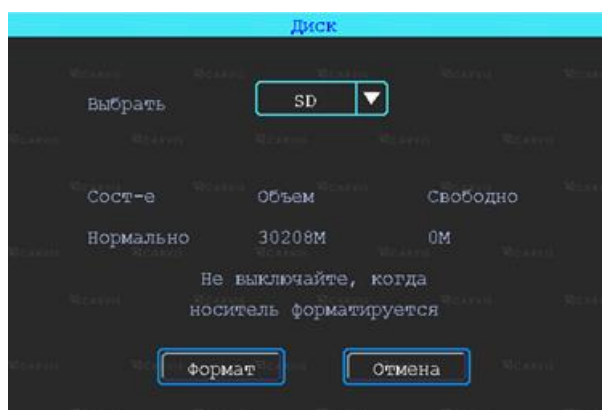 Диск
Выбрать SD
Сост-е Объем Свободно
Нормально 30208M 0M
Не выключайте, когда
носитель форматируется
Формат Отмена